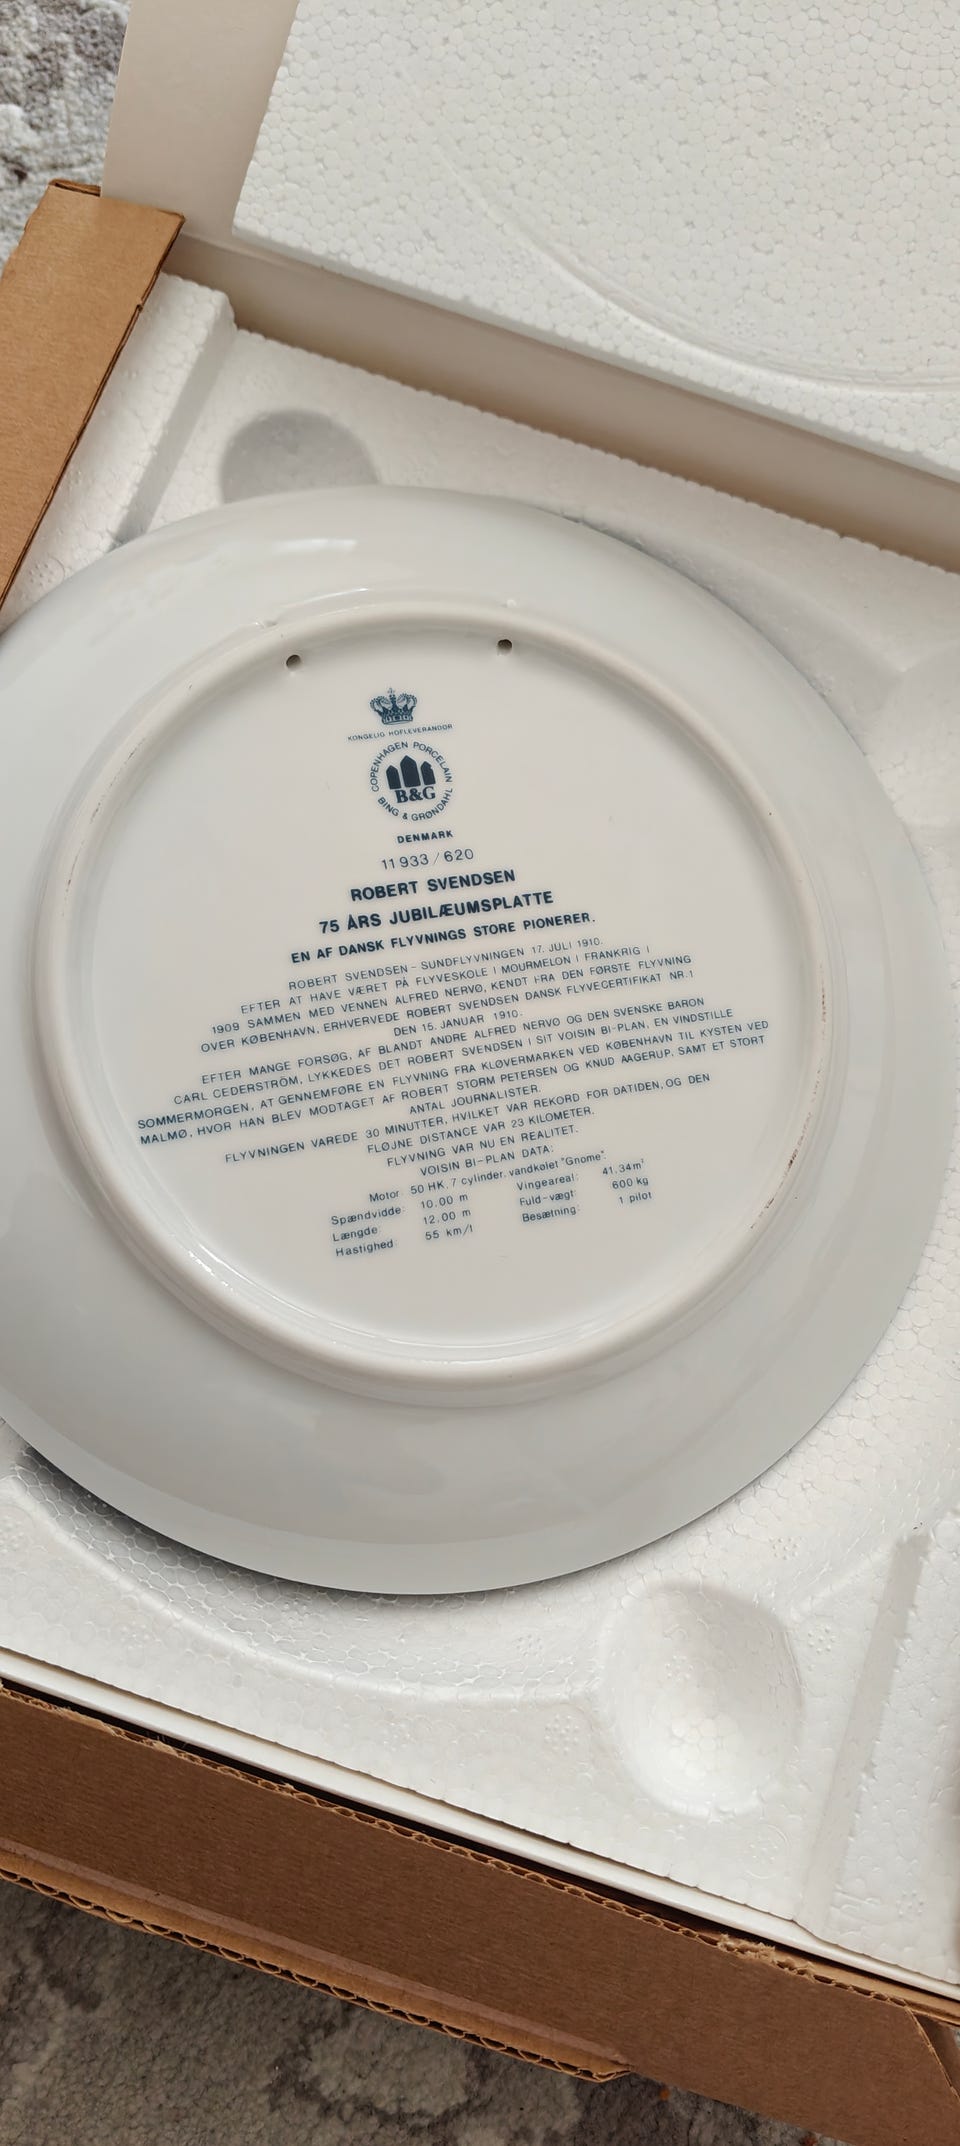 KONGELIG HOFLEVERANDØR
COPENHAGEN PORCELAIN
B&G
BING & GRØNDAHL
DENMARK
11933/620
ROBERT SVENDSEN
75 ÅRS JUBILÆUMSPLATTE
EN AF DANSK FLYVNINGS STORE PIONERER.
ROBERT SVENDSEN - SUNDFLYVNINGEN 17. JULI 1910.
EFTER AT HAVE VÆRET PÅ FLYVESKOLE I MOURMELON I FRANKRIG I
1909 SAMMEN MED VENNEN ALFRED NERVØ, KENDT FRA DEN FØRSTE FLYVNING
OVER KØBENHAVN, ERHVERVEDE ROBERT SVENDSEN DANSK FLYVECERTIFIKAT NR.1
DEN 15. JANUAR 1910.
EFTER MANGE FORSØG, AF BLANDT ANDRE ALFRED NERVØ OG DEN SVENSKE BARON
CARL CEDERSTRÖM, LYKKEDES DET ROBERT SVENDSEN I SIT VOISIN BI-PLAN, EN VINDSTILLE
SOMMERMORGEN, AT GENNEMFØRE EN FLYVNING FRA KLØVERMARKEN VED KØBENHAVN TIL KYSTEN VED
MALMØ, HVOR HAN BLEV MODTAGET AF ROBERT STORM PETERSEN OG KNUD AAGERUP. SAMT ET STORT
ANTAL JOURNALISTER.
FLYVNINGEN VAREDE 30 MINUTTER, HVILKET VAR REKORD FOR DATIDEN, OG DEN
FLØJNE DISTANCE VAR 23 KILOMETER.
FLYVNING VAR NU EN REALITET.
VOISIN BI-PLAN DATA:
Motor: 50 HK. 7 cylinder, vandkølet "Gnome".
Spændvidde: 10.00 m Vingeareal: 41,34m²
Længde: 12,00 m Fuld-vægt: 600 kg
Hastighed: 55 km/l Besætning: 1 pilot